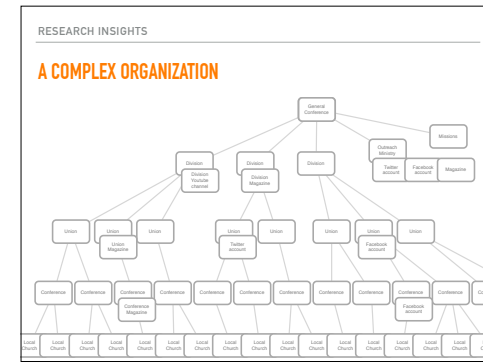 RESEARCH INSIGHTS
A COMPLEX ORGANIZATION
General
Conference
Missions
Outreach
Ministry
Twitter
account
Facebook
account
Magazine
Division
Division
Youtube
channel
Division
Division
Magazine
Division
Union
Union
Union
Magazine
Union
Union
Twitter
account
Union
Union
Union
Facebook
account
Union
Conference
Conference
Conference
Conference
Magazine
Conference
Conference
Conference
Conference
Conference
Conference
Facebook
account
Conference
Conference
Local
Church
Local
Church
Local
Church
Local
Church
Local
Church
Local
Church
Local
Church
Local
Church
Local
Church
Local
Church
Local
Church
Local
Church
Local
Church
Local
Church
Local
Church
Local
Church